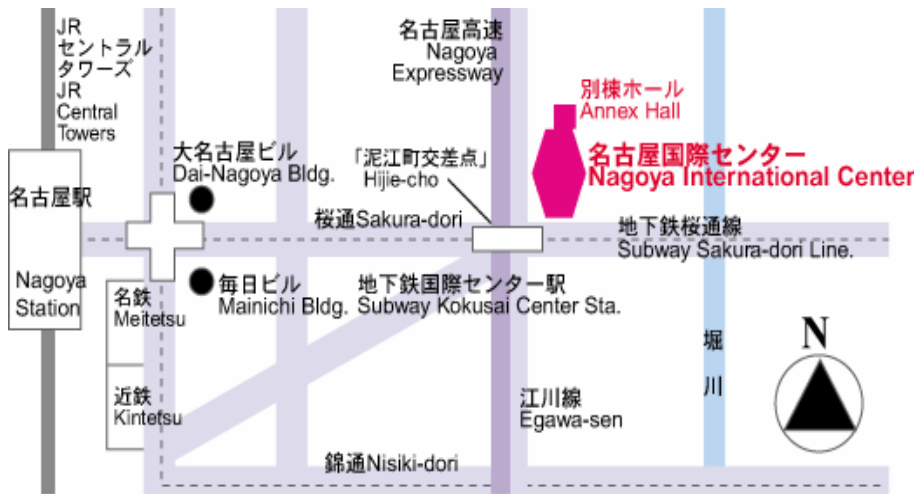 JR
セントラル
タワーズ
JR
Central
Towers
名古屋高速
Nagoya
Expressway
別棟ホール
Annex Hall
大名古屋ビル
Dai-Nagoya Bldg.
「泥江町交差点」
Hijie-cho
名古屋国際センター
Nagoya International Center
名古屋駅
桜通Sakura-dori
地下鉄桜通線
Subway Sakura-dori Line.
Nagoya
Station
名鉄
Meitetsu
毎日ビル
Mainichi Bldg.
地下鉄国際センター駅
Subway Kokusai Center Sta.
堀川
N
近鉄
Kintetsu
江川線
Egawa-sen
錦通Nisiki-dori